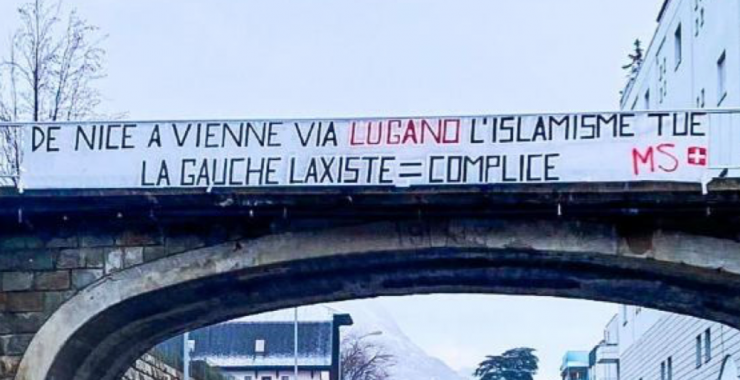 DE NICE A VIENNE VIA LUGANO L'ISLAMISME TUE
LA GAUCHE LAXISTE = COMPLICE MS